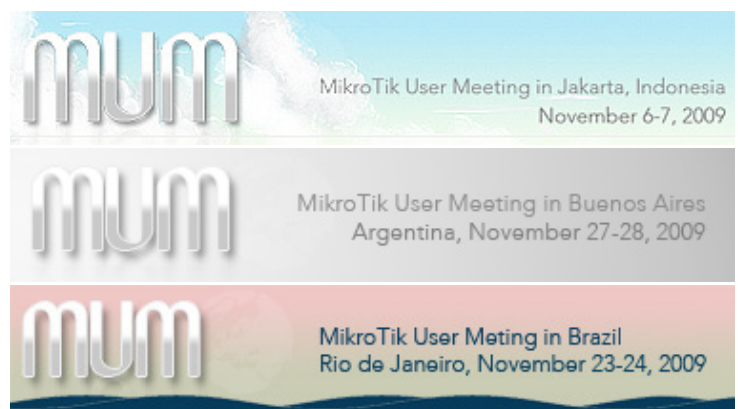 mum
MikroTik User Meeting in Jakarta, Indonesia
November 6-7, 2009
mum
MikroTik User Meeting in Buenos Aires
Argentina, November 27-28, 2009
mum
MikroTik User Meting in Brazil
Rio de Janeiro, November 23-24, 2009